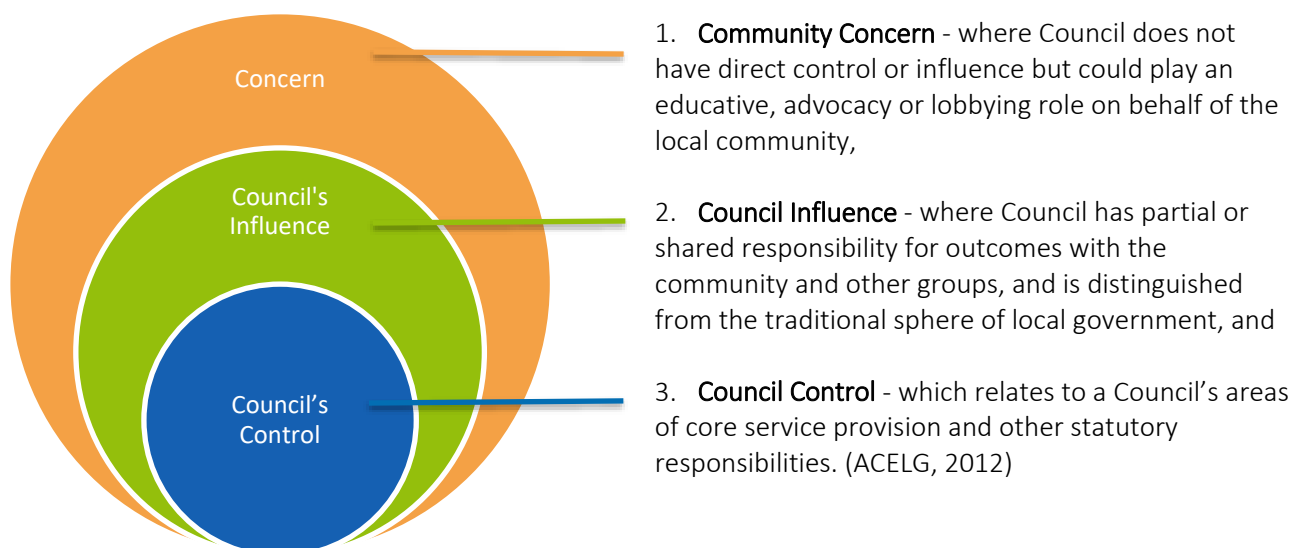 Concern
Council's
Influence
Council’s
Control
1. Community Concern - where Council does not
have direct control or influence but could play an
educative, advocacy or lobbying role on behalf of the
local community,
2. Council Influence - where Council has partial or
shared responsibility for outcomes with the
community and other groups, and is distinguished
from the traditional sphere of local government, and
3. Council Control - which relates to a Council’s areas
of core service provision and other statutory
responsibilities. (ACELG, 2012)